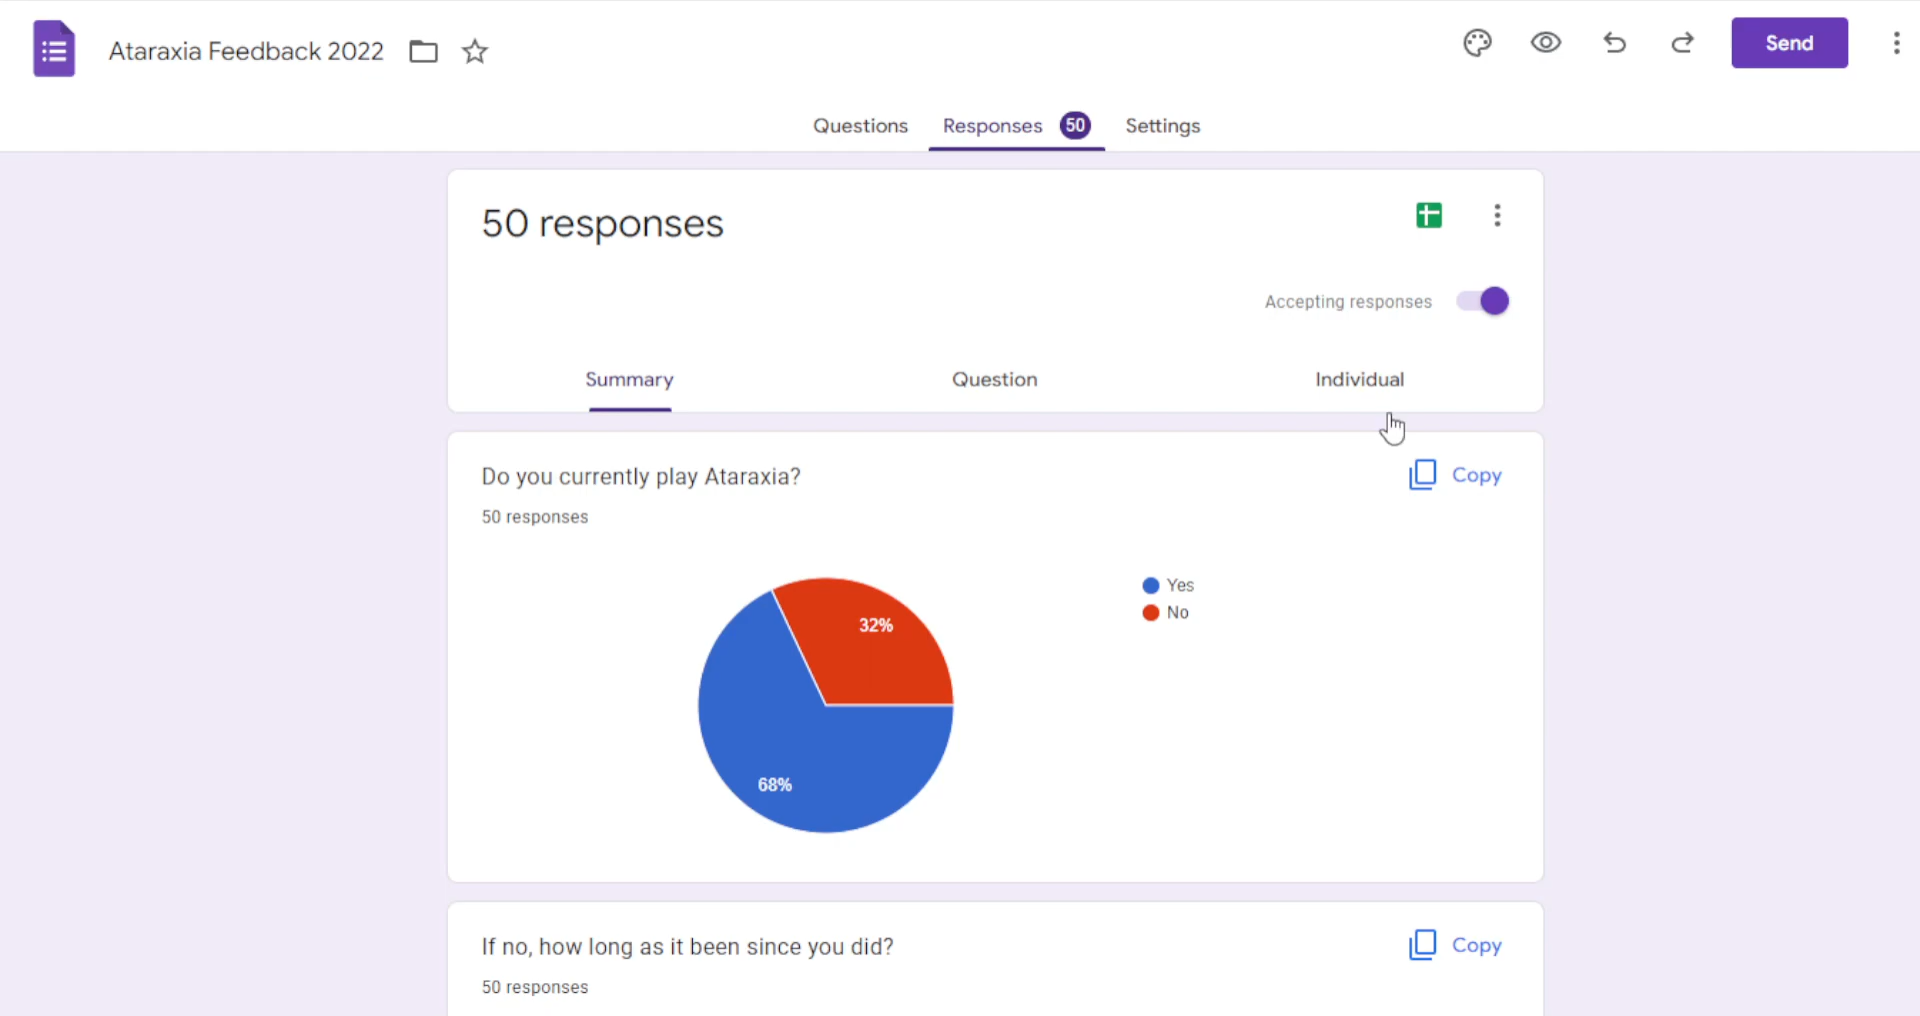 Ataraxia Feedback 2022
Send
Questions
Responses 50
Settings
50 responses
Accepting responses
Summary
Question
Individual
Do you currently play Ataraxia?
Copy
50 responses
Yes
No
32%
68%
If no, how long as it been since you did?
Copy
50 responses